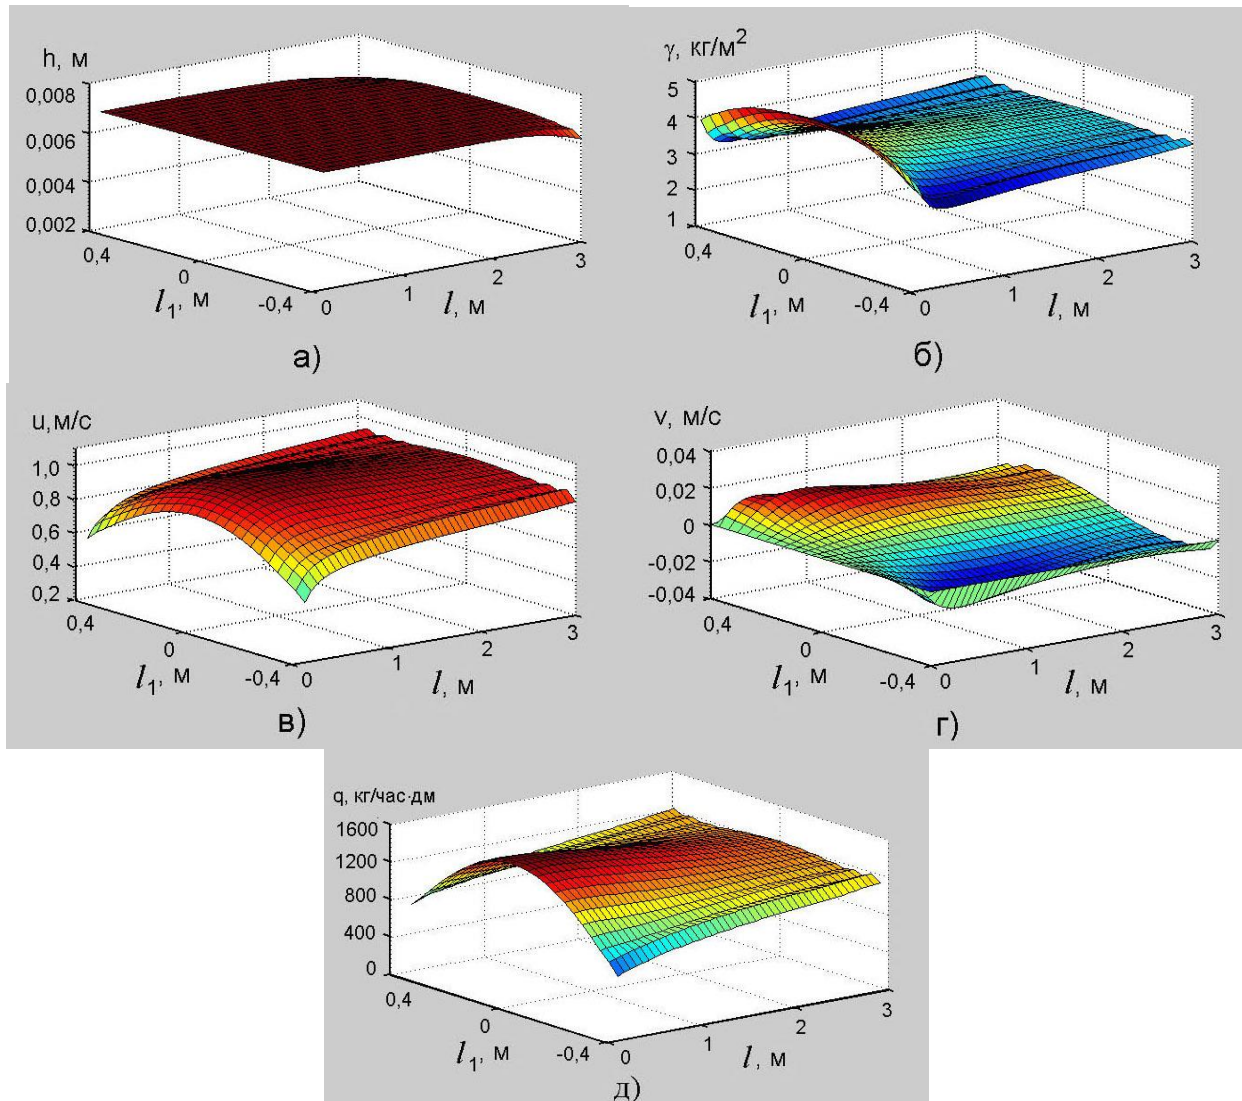 h, м
0,008
0,006
0,004
0,002
0,4
0
-0,4
0
1
2
3
l₁, м
l, м
а)
γ, кг/м²
5
4
3
2
1
0,4
0
-0,4
0
1
2
3
l₁, м
l, м
б)
u,м/с
1,0
0,8
0,6
0,4
0,2
0,4
0
-0,4
0
1
2
3
l₁, м
l, м
в)
v, м/с
0,04
0,02
0
-0,02
-0,04
0,4
0
-0,4
0
1
2
3
l₁, м
l, м
г)
q, кг/час·дм
1600
1200
800
400
0
0,4
0
-0,4
0
1
2
3
l₁, м
l, м
д)